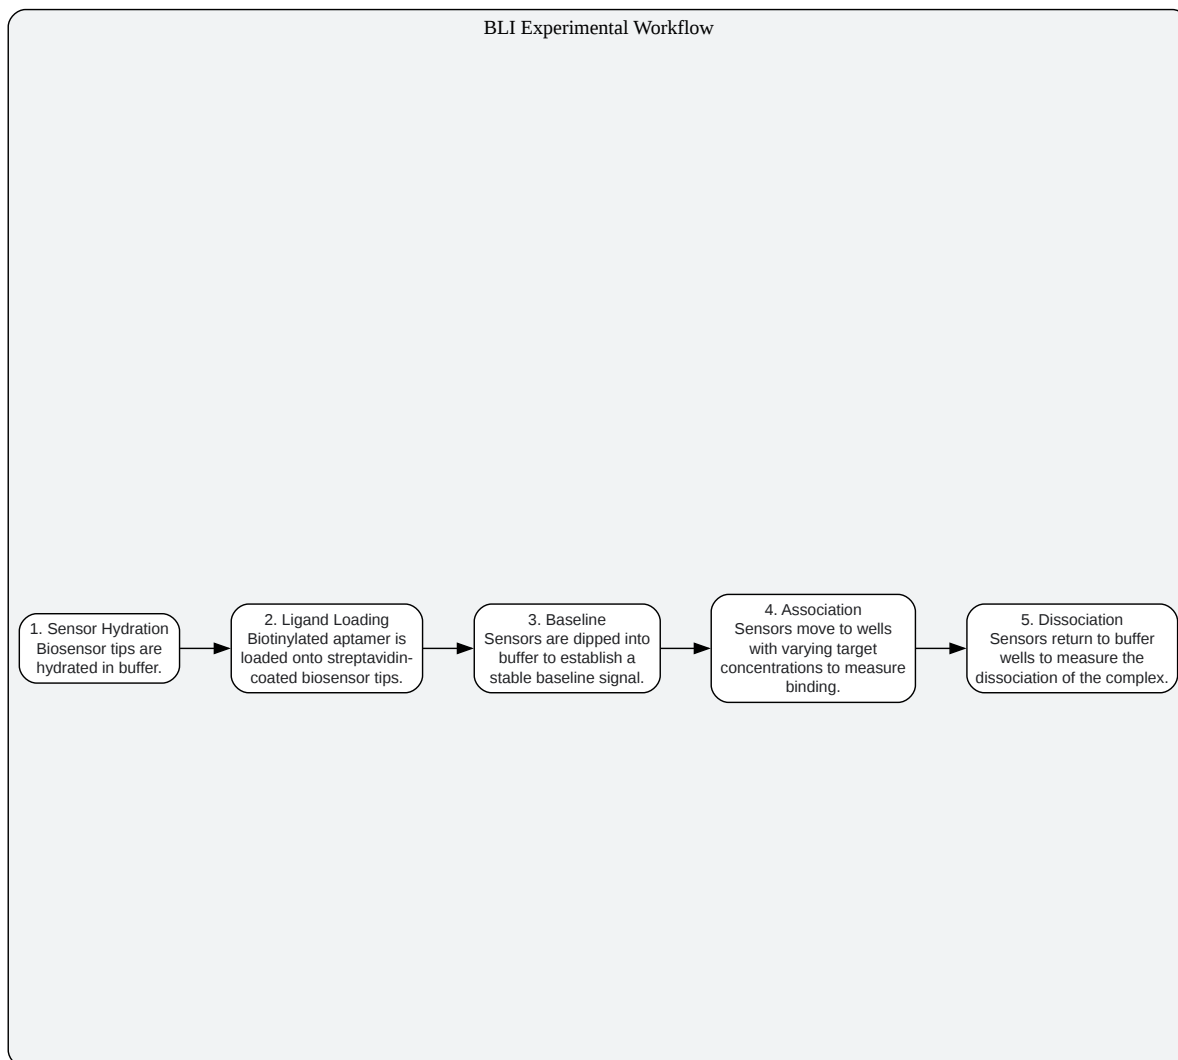 BLI Experimental Workflow
1. Sensor Hydration
Biosensor tips are
hydrated in buffer.
2. Ligand Loading
Biotinylated aptamer is
loaded onto streptavidin-
coated biosensor tips.
3. Baseline
Sensors are dipped into
buffer to establish a
stable baseline signal.
4. Association
Sensors move to wells
with varying target
concentrations to measure
binding.
5. Dissociation
Sensors return to buffer
wells to measure the
dissociation of the complex.